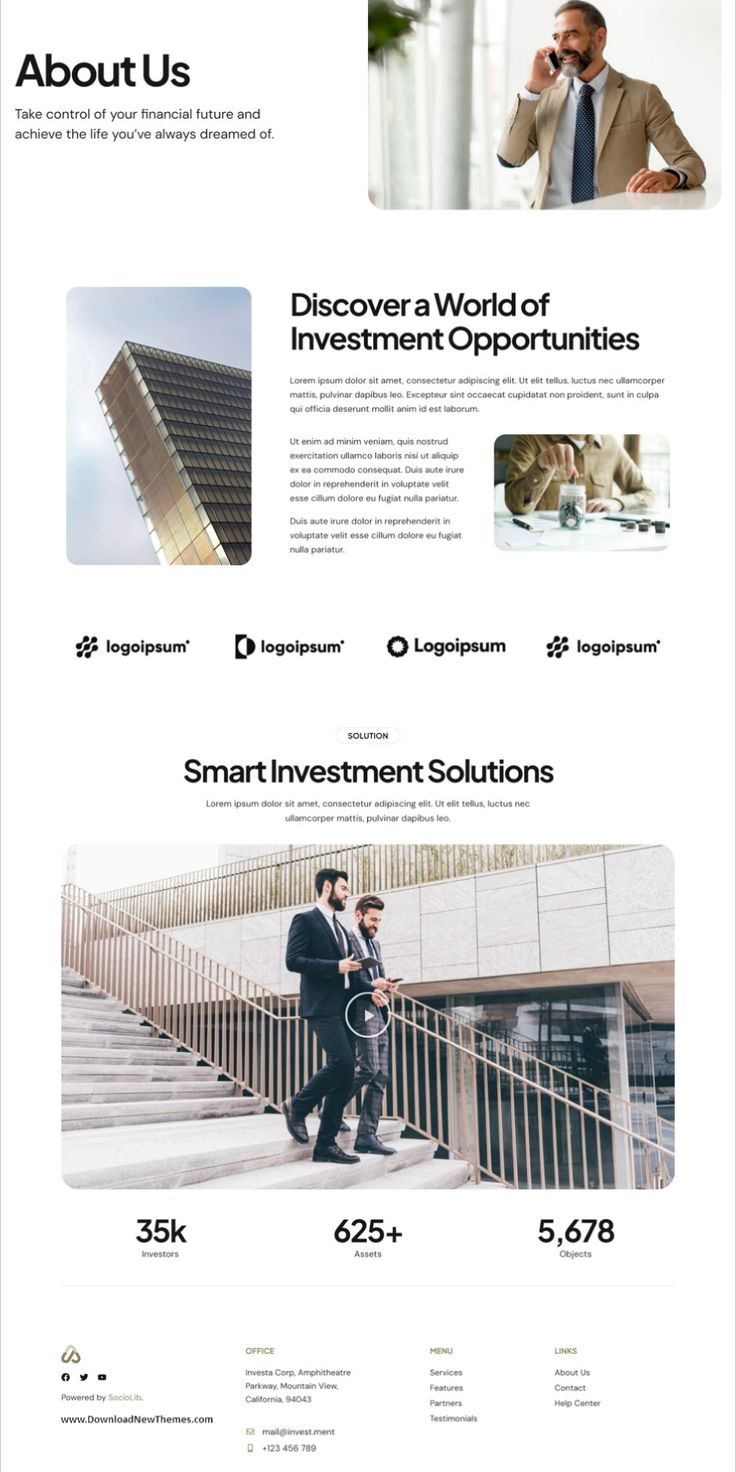 About Us
Take control of your financial future and
achieve the life you've always dreamed of.
Discover a World of
Investment Opportunities
Lorem ipsum dolor sit amet, consectetur adipiscing elit. Ut elit tellus, luctus nec ullamcorper
mattis, pulvinar dapibus leo. Excepteur sint occaecat cupidatat non proident, sunt in culpa
qui officia deserunt mollit anim id est laborum.
Ut enim ad minim veniam, quis nostrud
exercitation ullamco laboris nisi ut aliquip
ex ea commodo consequat. Duis aute irure
dolor in reprehenderit in voluptate velit
esse cillum dolore eu fugiat nulla pariatur.
Duis aute irure dolor in reprehenderit in
voluptate velit esse cillum dolore eu fugiat
nulla pariatur.
logoipsum
logoipsum
Logoipsum
logoipsum
SOLUTION
Smart Investment Solutions
Lorem ipsum dolor sit amet, consectetur adipiscing elit. Ut elit tellus, luctus nec
ullamcorper mattis, pulvinar dapibus leo.
35k
Investors
625+
Assets
5,678
Objects
Powered by SocioLib.
www.DownloadNewThemes.com
OFFICE
Investa Corp, Amphitheatre
Parkway, Mountain View,
California, 94043
mail@invest.ment
+123 456 789
MENU
Services
Features
Partners
Testimonials
LINKS
About Us
Contact
Help Center